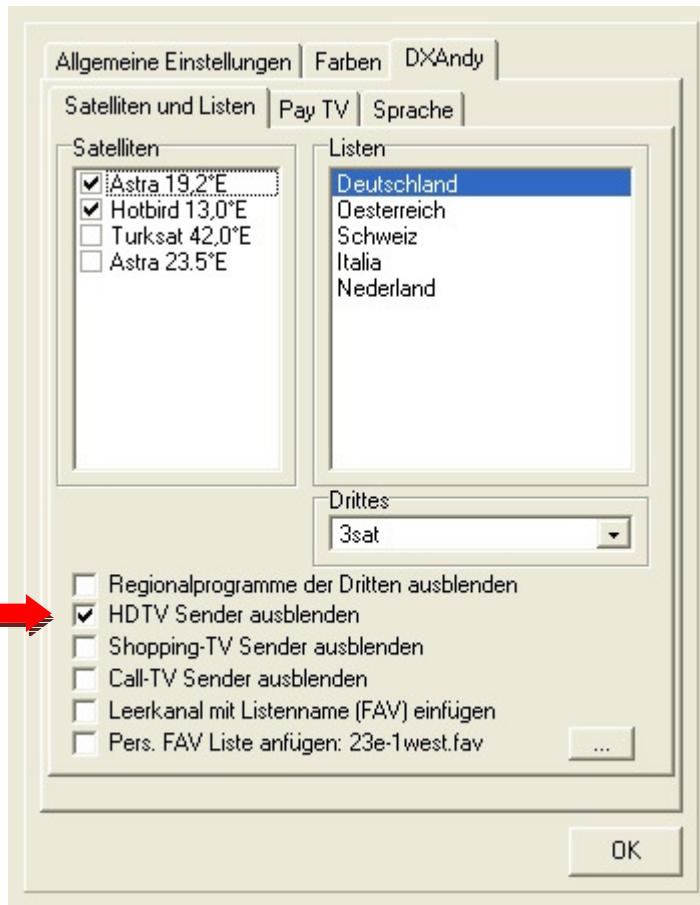 Allgemeine Einstellungen Farben DXAndy
Satelliten und Listen Pay TV Sprache
Satelliten
Astra 19,2°E
Hotbird 13,0°E
Turksat 42,0°E
Astra 23.5°E
Listen
Deutschland
Oesterreich
Schweiz
Italia
Nederland
Drittes
3sat
Regionalprogramme der Dritten ausblenden
HDTV Sender ausblenden
Shopping-TV Sender ausblenden
Call-TV Sender ausblenden
Leerkanal mit Listenname (FAV) einfügen
Pers. FAV Liste anfügen: 23e-1west.fav ...
OK